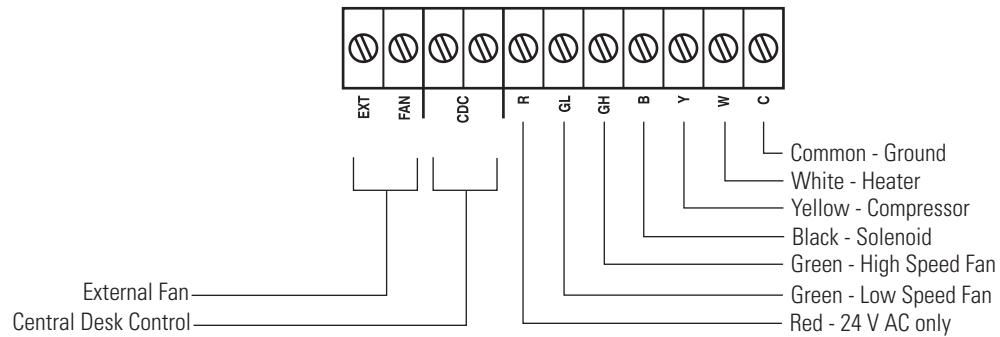 EXT
FAN
CDC
R
GL
GH
B
Y
W
C
Common - Ground
White - Heater
Yellow - Compressor
Black - Solenoid
Green - High Speed Fan
External Fan
Green - Low Speed Fan
Central Desk Control
Red - 24 V AC only